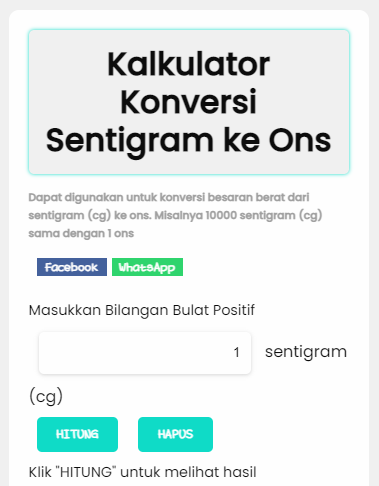 Kalkulator
Konversi
Sentigram ke Ons
Dapat digunakan untuk konversi besaran berat dari
sentigram (cg) ke ons. Misalnya 10000 sentigram (cg)
sama dengan 1 ons
Facebook WhatsApp
Masukkan Bilangan Bulat Positif
1 sentigram
(cg)
HITUNG HAPUS
Klik "HITUNG" untuk melihat hasil